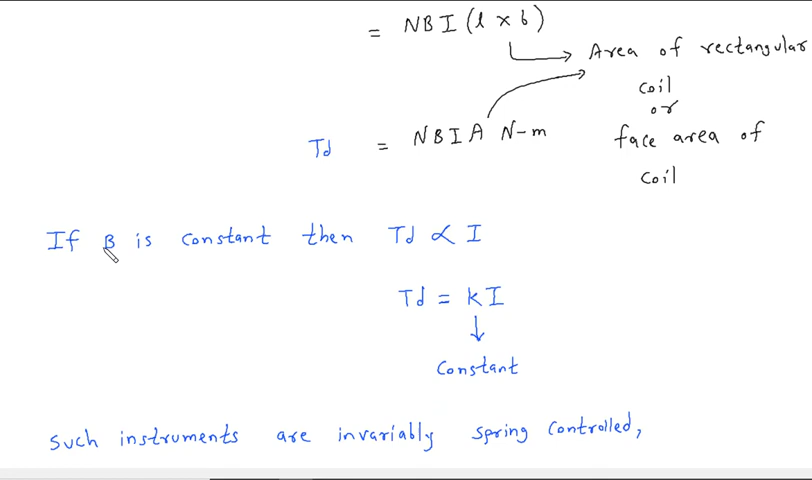 = NBI (l × b)
Area of rectangular
coil
or
Td = NBIA N-m
face area of
coil
If B is constant then Td ∝ I
Td = kI
↓
Constant
Such instruments are invariably spring controlled,